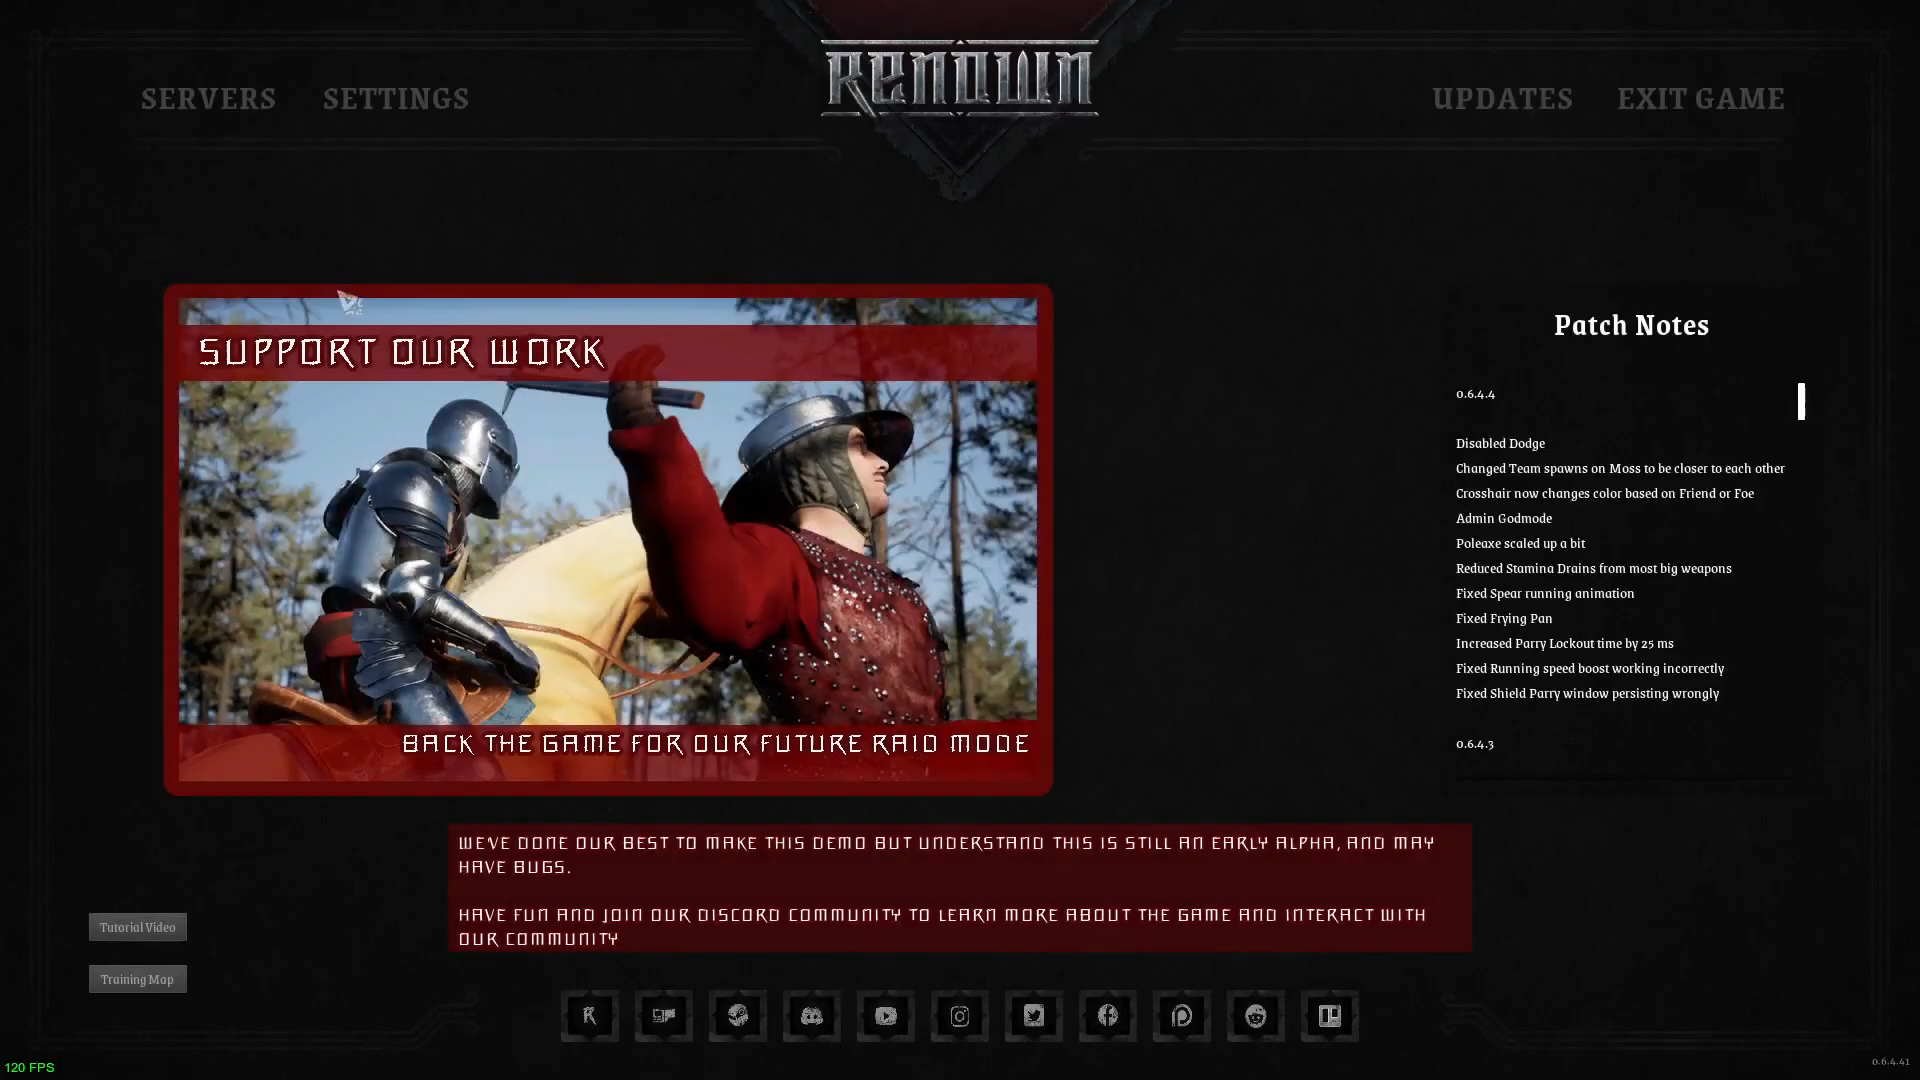 SERVERS
SETTINGS
RENOWN
UPDATES
EXIT GAME
SUPPORT OUR WORK
BACK THE GAME FOR OUR FUTURE RAID MODE
Patch Notes
0.6.4.4
Disabled Dodge
Changed Team spawns on Moss to be closer to each other
Crosshair now changes color based on Friend or Foe
Admin Godmode
Poleaxe scaled up a bit
Reduced Stamina Drains from most big weapons
Fixed Spear running animation
Fixed Frying Pan
Increased Parry Lockout time by 25 ms
Fixed Running speed boost working incorrectly
Fixed Shield Parry window persisting wrongly
0.6.4.3
WE'VE DONE OUR BEST TO MAKE THIS DEMO BUT UNDERSTAND THIS IS STILL AN EARLY ALPHA, AND MAY
HAVE BUGS.
HAVE FUN AND JOIN OUR DISCORD COMMUNITY TO LEARN MORE ABOUT THE GAME AND INTERACT WITH
OUR COMMUNITY
Tutorial Video
Training Map
120 FPS
0.6.4.41